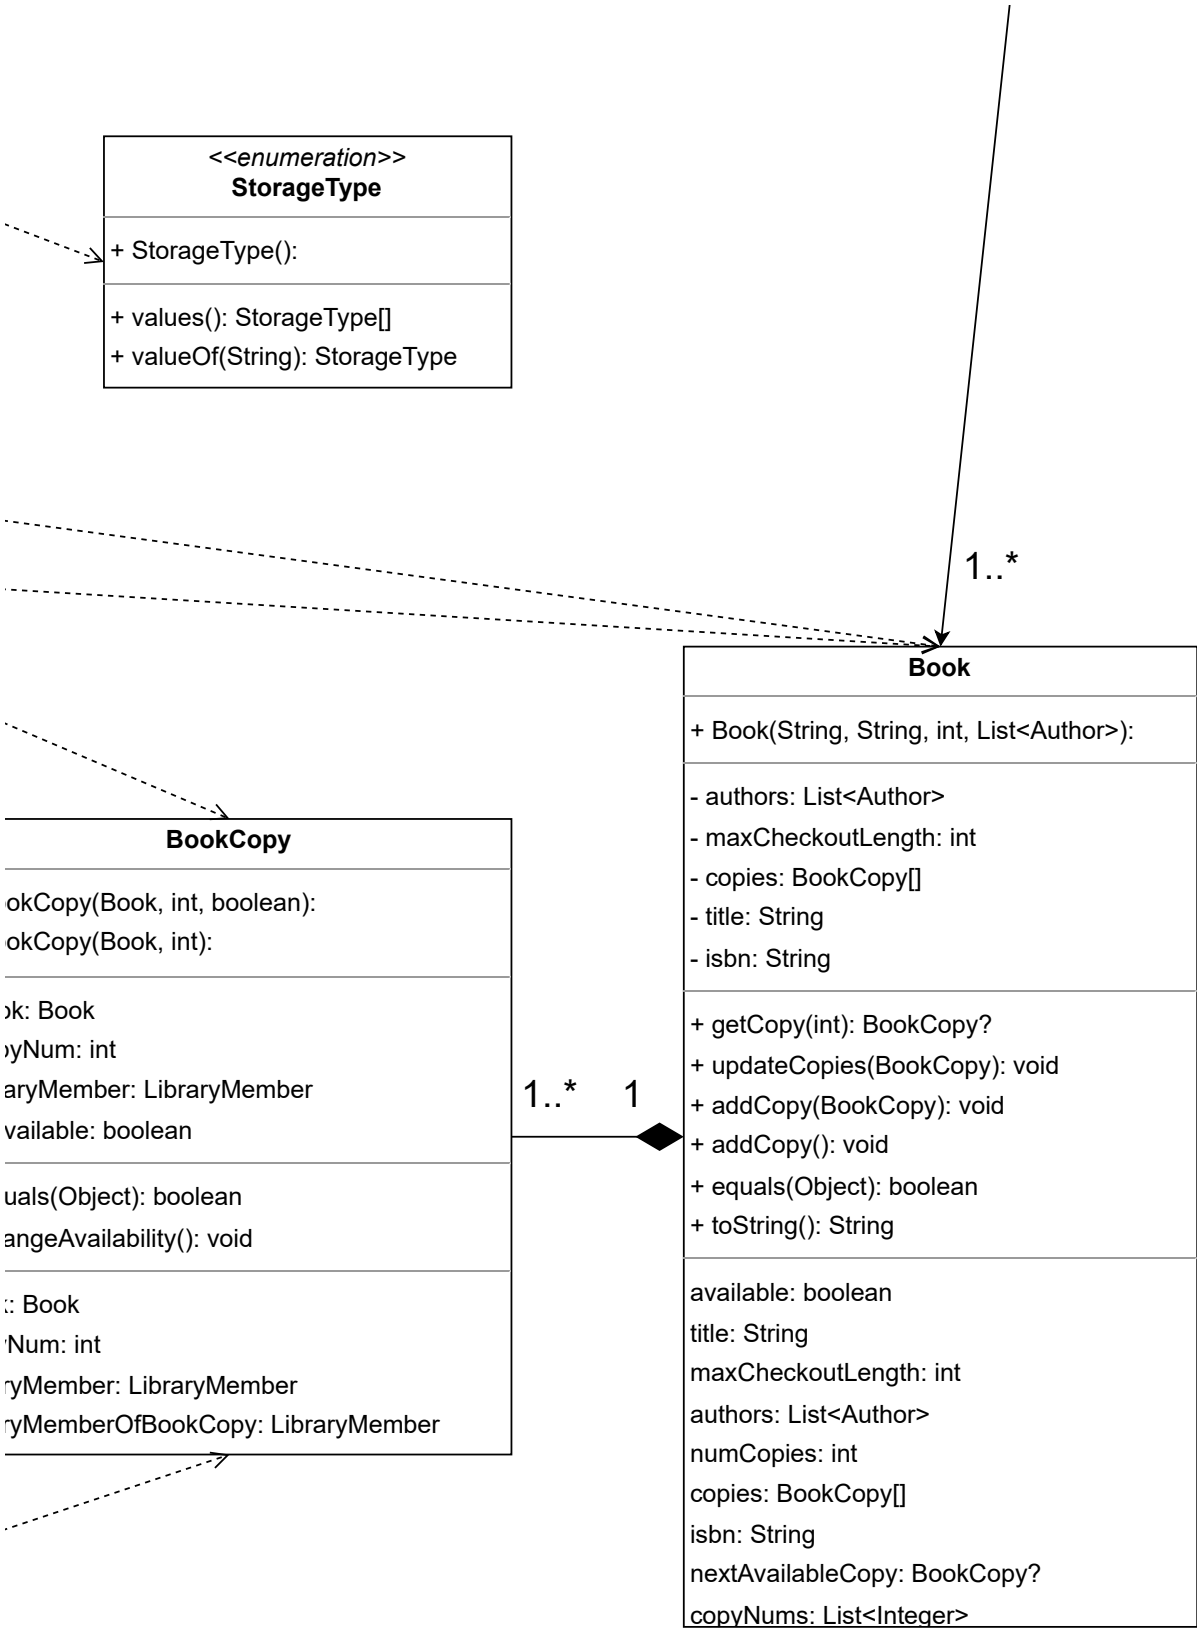 <<enumeration>>
StorageType
+ StorageType():
+ values(): StorageType[]
+ valueOf(String): StorageType
1..*
Book
+ Book(String, String, int, List<Author>):
- authors: List<Author>
- maxCheckoutLength: int
- copies: BookCopy[]
- title: String
- isbn: String
+ getCopy(int): BookCopy?
+ updateCopies(BookCopy): void
+ addCopy(BookCopy): void
+ addCopy(): void
+ equals(Object): boolean
+ toString(): String
available: boolean
title: String
maxCheckoutLength: int
authors: List<Author>
numCopies: int
copies: BookCopy[]
isbn: String
nextAvailableCopy: BookCopy?
copyNums: List<Integer>
BookCopy
okCopy(Book, int, boolean):
okCopy(Book, int):
ok: Book
pyNum: int
aryMember: LibraryMember
vailable: boolean
uals(Object): boolean
angeAvailability(): void
: Book
Num: int
ryMember: LibraryMember
ryMemberOfBookCopy: LibraryMember
1..* 1